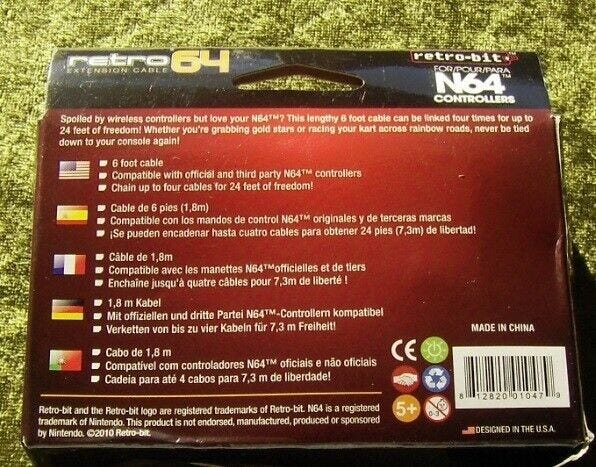 retro 64
EXTENSION CABLE
retro-bit
FOR/POUR/PARA
N64™
CONTROLLERS
Spoiled by wireless controllers but love your N64™? This lengthy 6 foot cable can be linked four times for up to
24 feet of freedom! Whether you're grabbing gold stars or racing your kart across rainbow roads, never be tied
down to your console again!
6 foot cable
Compatible with official and third party N64™ controllers
Chain up to four cables for 24 feet of freedom!
Cable de 6 pies (1,8m)
Compatible con los mandos de control N64™ originales y de terceras marcas
¡Se pueden encadenar hasta cuatro cables para obtener 24 pies (7,3m) de libertad!
Câble de 1,8m
Compatible avec les manettes N64™officielles et de tiers
Enchaîne jusqu'à quatre câbles pour 7,3m de liberté !
1,8 m Kabel
Mit offiziellen und dritte Partei N64™-Controllern kompatibel
Verketten von bis zu vier Kabeln für 7,3 m Freiheit!
Cabo de 1,8 m
Compatível com controladores N64™ oficiais e não oficiais
Cadeia para até 4 cabos para 7,3 m de liberdade!
MADE IN CHINA
CE
5+
0-3
8 12820 01047 9
DESIGNED IN THE U.S.A.
Retro-bit and the Retro-bit logo are registered trademarks of Retro-bit. N64 is a registered
trademark of Nintendo. This product is not endorsed, manufactured, produced or sponsored
by Nintendo. ©2010 Retro-bit.